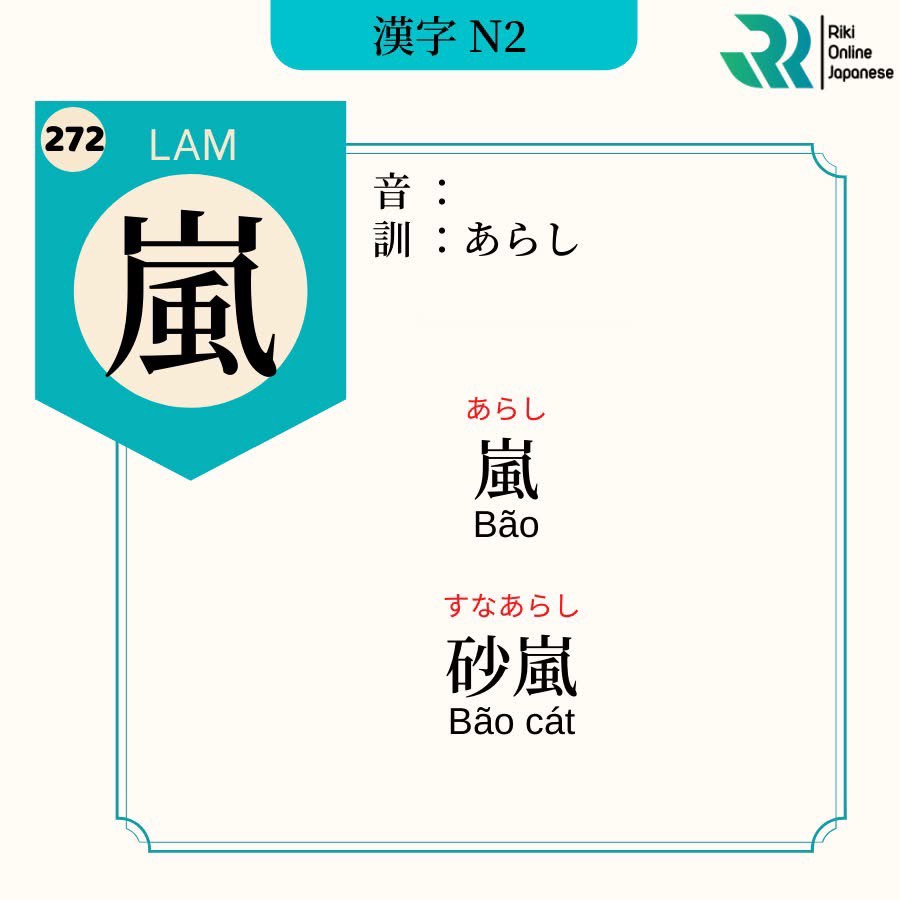 漢字 N2
Riki
Online
Japanese
272
LAM
嵐
音 ：
訓 ：あらし
あらし
嵐
Bão
すなあらし
砂嵐
Bão cát